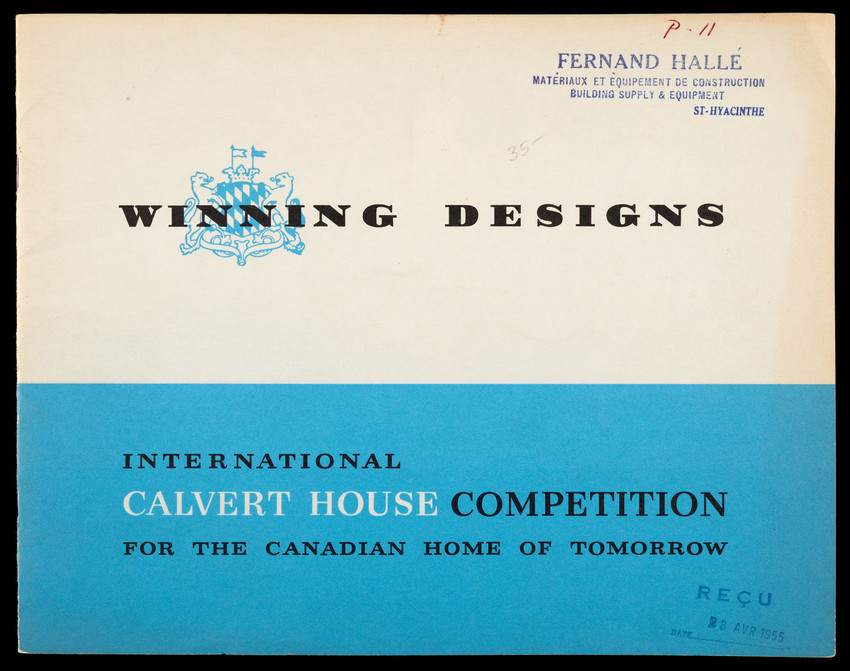 P-11
FERNAND HALLÉ
MATÉRIAUX ET ÈQUIPEMENT DE CONSTRUCTION
BUILDING SUPPLY & EQUIPMENT
ST-HYACINTHE
35-
WINNING DESIGNS
INTERNATIONAL
CALVERT HOUSE COMPETITION
FOR THE CANADIAN HOME OF TOMORROW
REÇU
28 AVR 1955
DATE